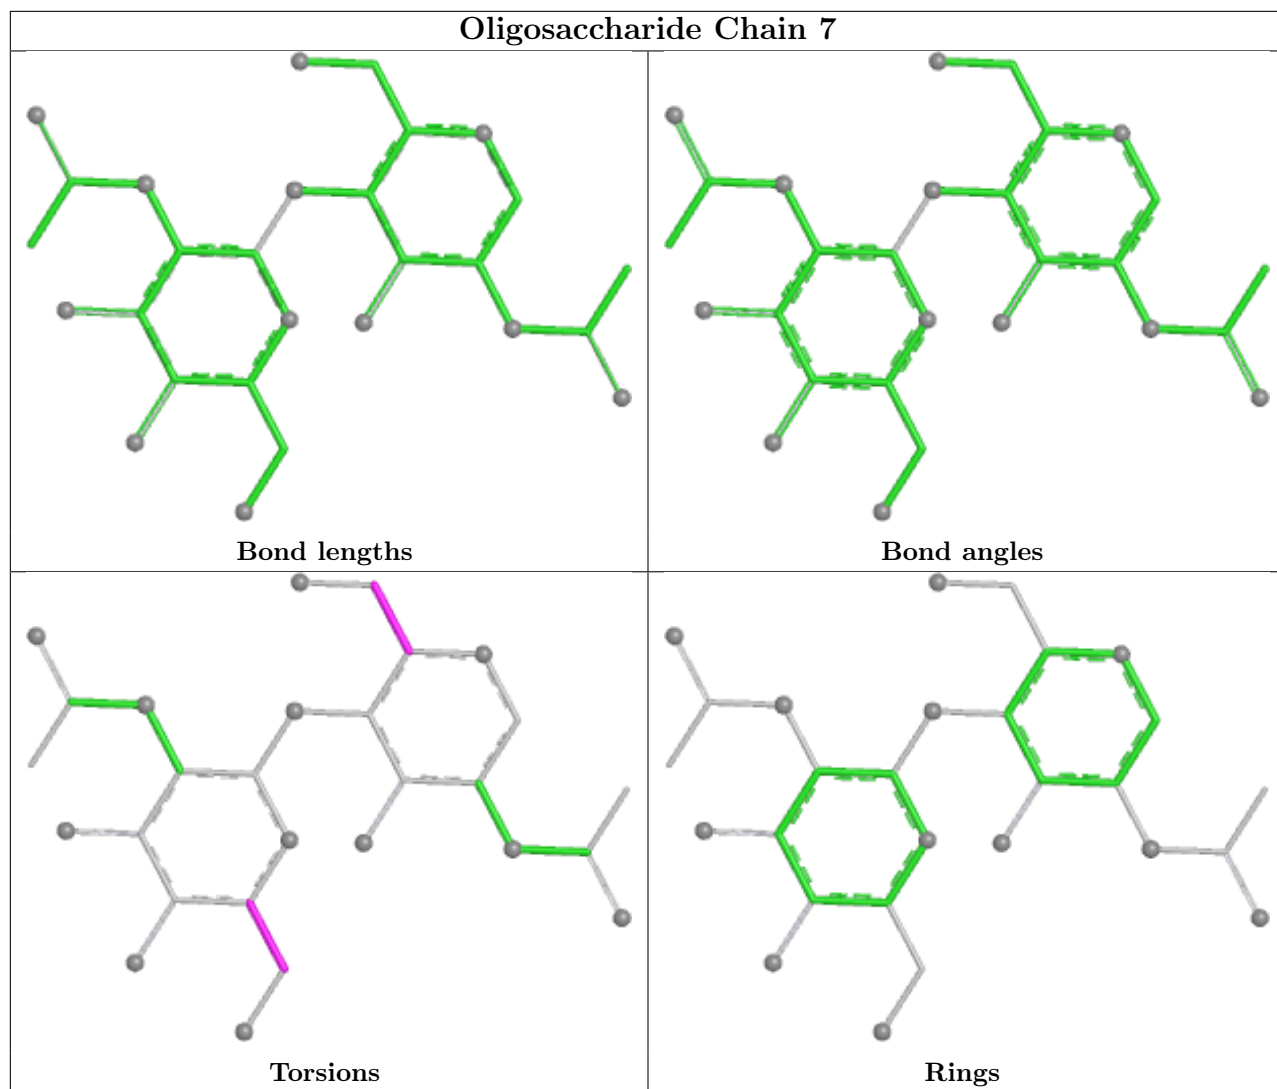 Oligosaccharide Chain 7
Bond lengths
Bond angles
Torsions
Rings